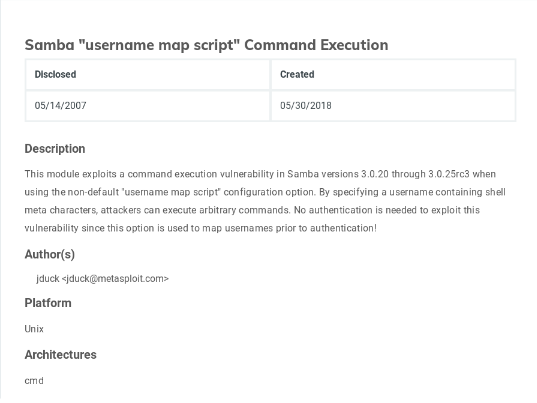 Samba "username map script" Command Execution
Disclosed Created
05/14/2007 05/30/2018
Description
This module exploits a command execution vulnerability in Samba versions 3.0.20 through 3.0.25rc3 when
using the non-default "username map script" configuration option. By specifying a username containing shell
meta characters, attackers can execute arbitrary commands. No authentication is needed to exploit this
vulnerability since this option is used to map usernames prior to authentication!
Author(s)
jduck <jduck@metasploit.com>
Platform
Unix
Architectures
cmd